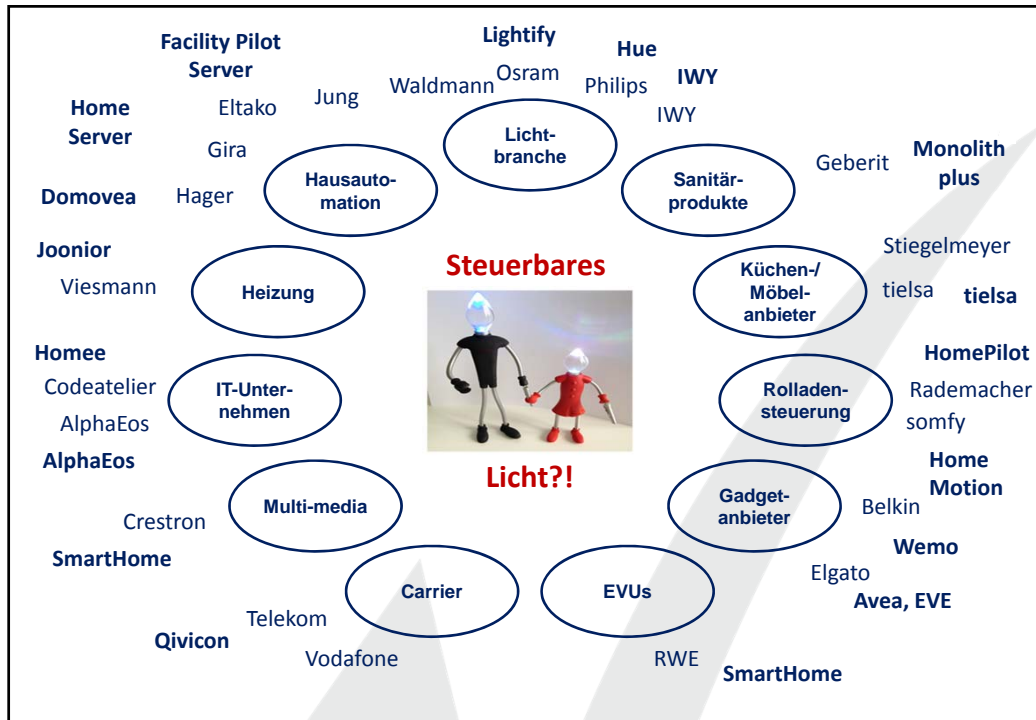 Facility Pilot
Server
Lightify
Hue
IWY
Eltako
Jung
Waldmann
Osram
Philips
IWY
Home
Server
Gira
Licht-
branche
Geberit
Monolith
plus
Domovea
Hager
Hausauto-
mation
Sanitär-
produkte
Joonior
Viesmann
Heizung
Steuerbares
Küchen-/
Möbel-
anbieter
Stiegelmeyer
tielsa
tielsa
Homee
Codeatelier
AlphaEos
AlphaEos
IT-Unter-
nehmen
Rolladen-
steuerung
HomePilot
Rademacher
somfy
Home
Motion
Licht?!
Multi-media
Crestron
SmartHome
Gadget-
anbieter
Belkin
Wemo
Elgato
Avea, EVE
Carrier
Telekom
Qivicon
Vodafone
EVUs
RWE
SmartHome